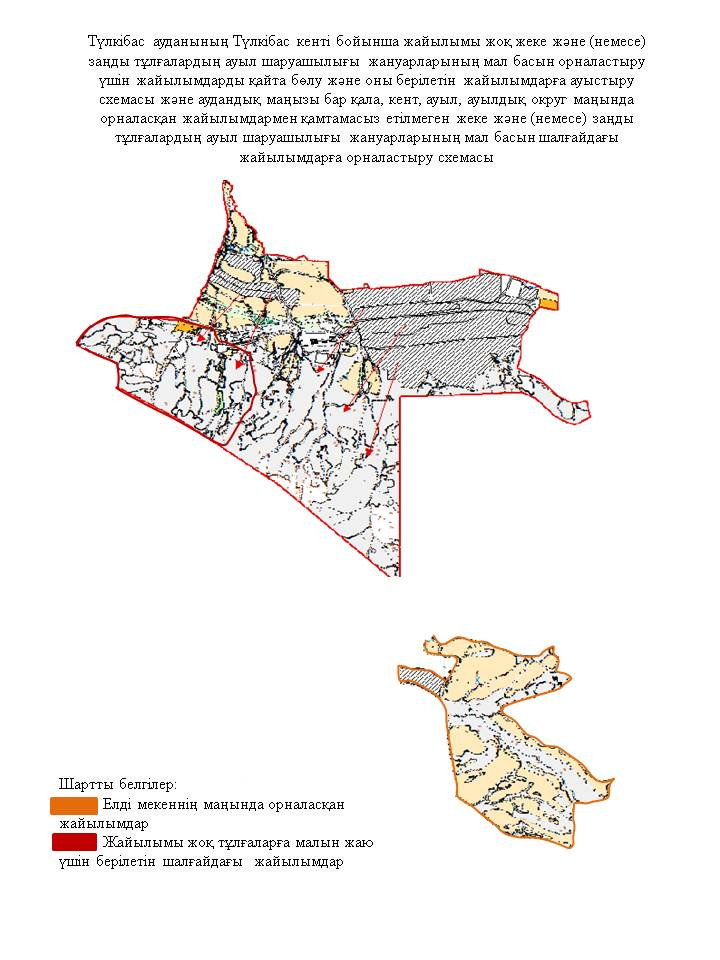 Түлкібас ауданының Түлкібас кенті бойынша жайылымы жоқ жеке және (немесе)
заңды тұлғалардың ауыл шаруашылығы жануарларының мал басын орналастыру
үшін жайылымдарды қайта бөлу және оны берілетін жайылымдарға ауыстыру
схемасы және аудандық маңызы бар қала, кент, ауыл, ауылдық округ маңында
орналасқан жайылымдармен қамтамасыз етілмеген жеке және (немесе) заңды
тұлғалардың ауыл шаруашылығы жануарларының мал басын шалғайдағы
жайылымдарға орналастыру схемасы
Шартты белгілер:
Елді мекеннің маңында орналасқан
жайылымдар
Жайылымы жоқ тұлғаларға малын жаю
үшін берілетін шалғайдағы жайылымдар